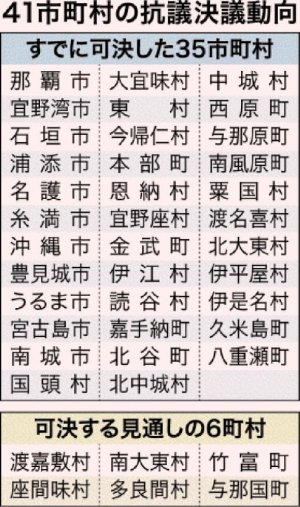 41市町村の抗議決議動向
すでに可決した35市町村
那覇市 大宜味村 中城村
宜野湾市 東村 西原町
石垣市 今帰仁村 与那原町
浦添市 本部町 南風原町
名護市 恩納村 粟国村
糸満市 宜野座村 渡名喜村
沖縄市 金武町 北大東村
豊見城市 伊江村 伊平屋村
うるま市 読谷村 伊是名村
宮古島市 嘉手納町 久米島町
南城市 北谷町 八重瀬町
国頭村 北中城村
可決する見通しの6町村
渡嘉敷村 南大東村 竹富町
座間味村 多良間村 与那国町